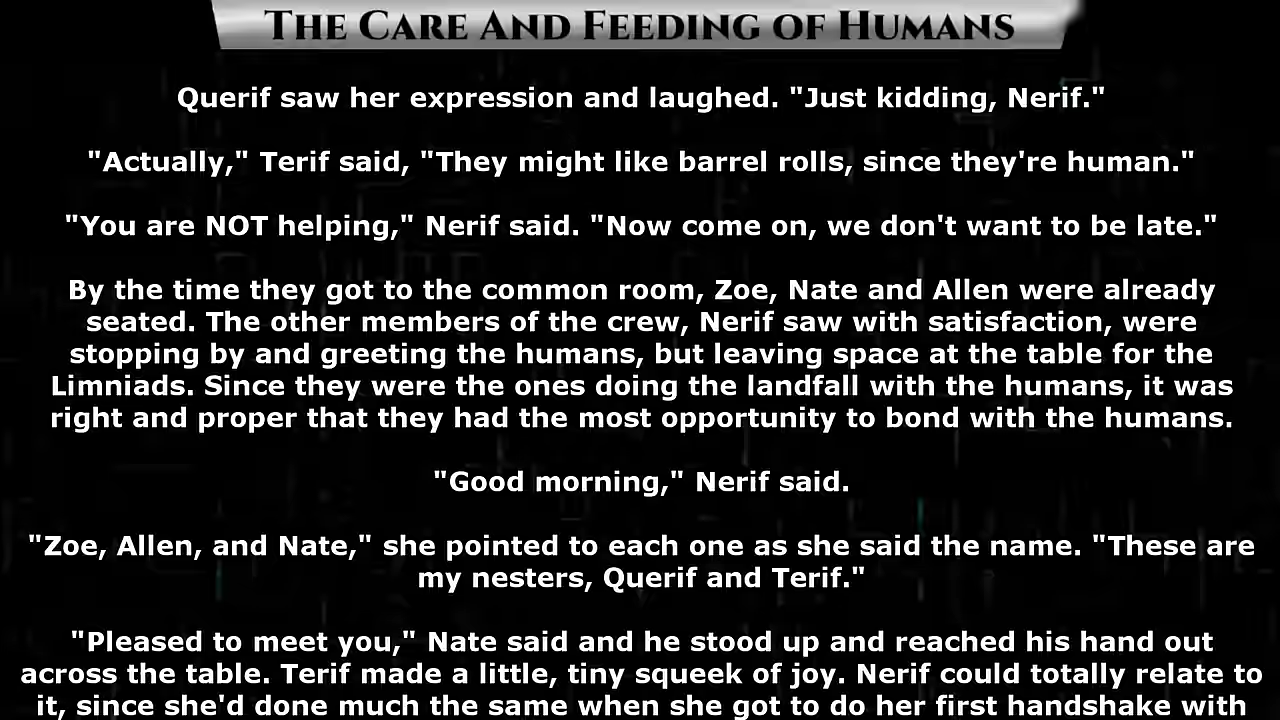 The Care And Feeding of Humans
Querif saw her expression and laughed. "Just kidding, Nerif."
"Actually," Terif said, "They might like barrel rolls, since they're human."
"You are NOT helping," Nerif said. "Now come on, we don't want to be late."
By the time they got to the common room, Zoe, Nate and Allen were already
seated. The other members of the crew, Nerif saw with satisfaction, were
stopping by and greeting the humans, but leaving space at the table for the
Limniads. Since they were the ones doing the landfall with the humans, it was
right and proper that they had the most opportunity to bond with the humans.
"Good morning," Nerif said.
"Zoe, Allen, and Nate," she pointed to each one as she said the name. "These are
my nesters, Querif and Terif."
"Pleased to meet you," Nate said and he stood up and reached his hand out
across the table. Terif made a little, tiny squeek of joy. Nerif could totally relate to
it, since she'd done much the same when she got to do her first handshake with